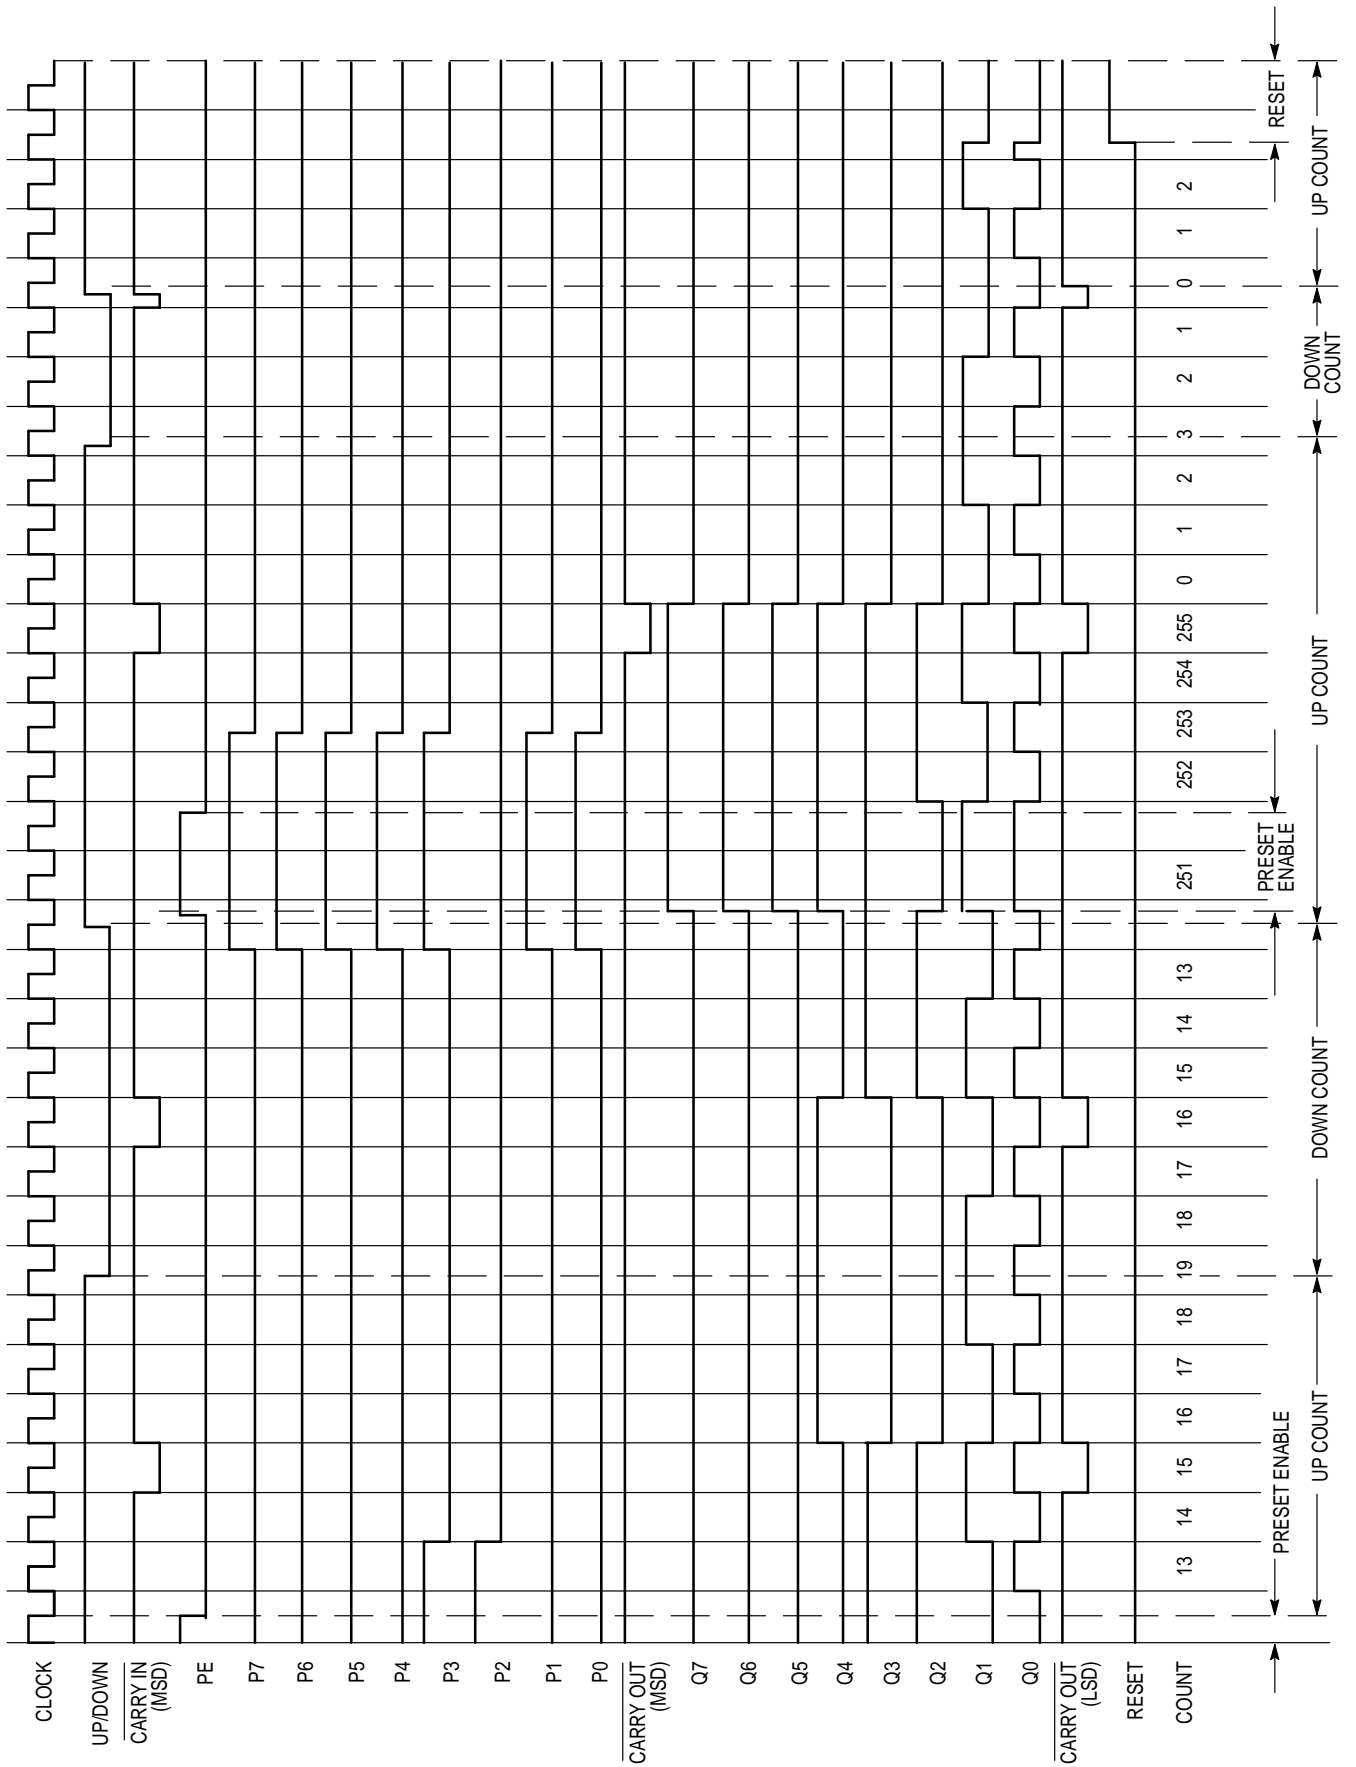 CLOCK
UP/DOWN
CARRY IN
(MSD)
PE
P7
P6
P5
P4
P3
P2
P1
P0
CARRY OUT
(MSD)
Q7
Q6
Q5
Q4
Q3
Q2
Q1
Q0
CARRY OUT
(LSD)
RESET
COUNT
13 14 15 16 17 18 19 18 17 16 15 14 13 251 252 253 254 255 0 1 2 3 2 1 0 1 2
PRESET ENABLE
PRESET
ENABLE
RESET
UP COUNT
DOWN COUNT
UP COUNT
DOWN
COUNT
UP COUNT